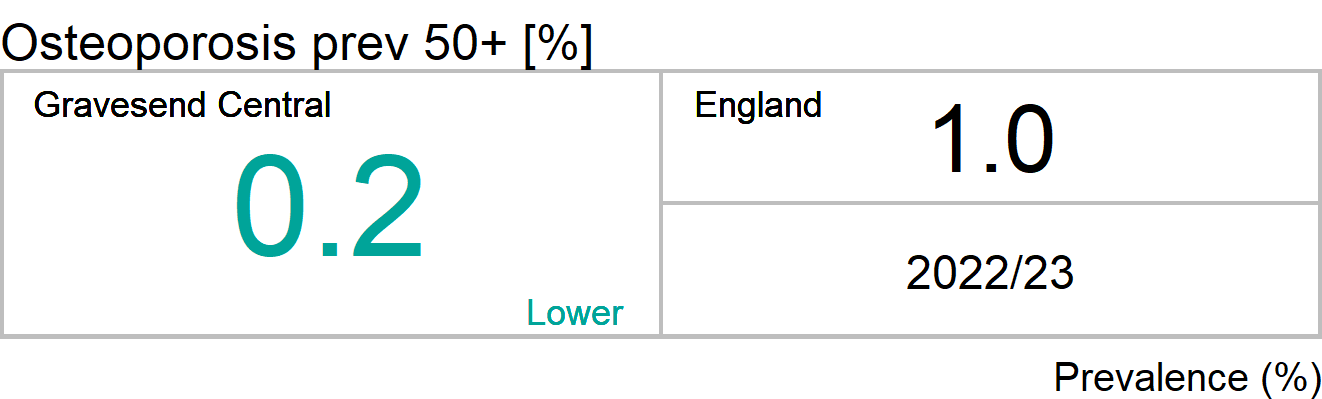 Osteoporosis prev 50+ [%]
Gravesend Central
0.2
Lower
England
1.0
2022/23
Prevalence (%)